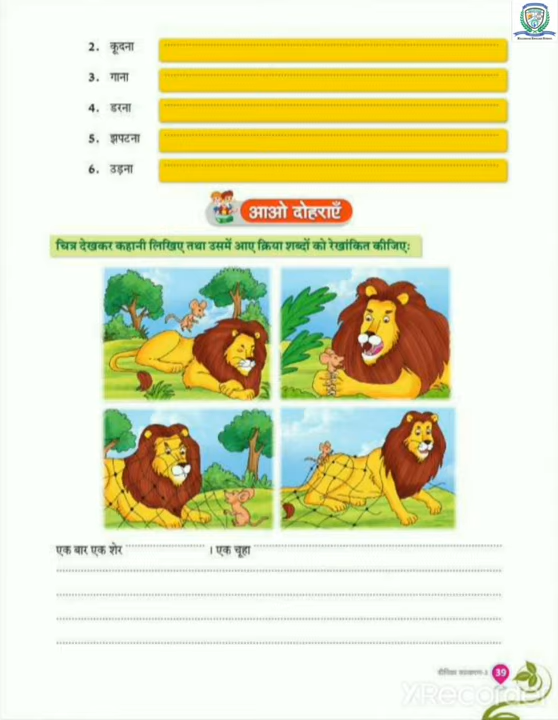 2. कूदना
3. गाना
4. डरना
5. झपटना
6. उड़ना
आओ दोहराएँ
चित्र देखकर कहानी लिखिए तथा उसमें आए क्रिया शब्दों को रेखांकित कीजिए:
एक बार एक शेर । एक चूहा
39
XRecorder